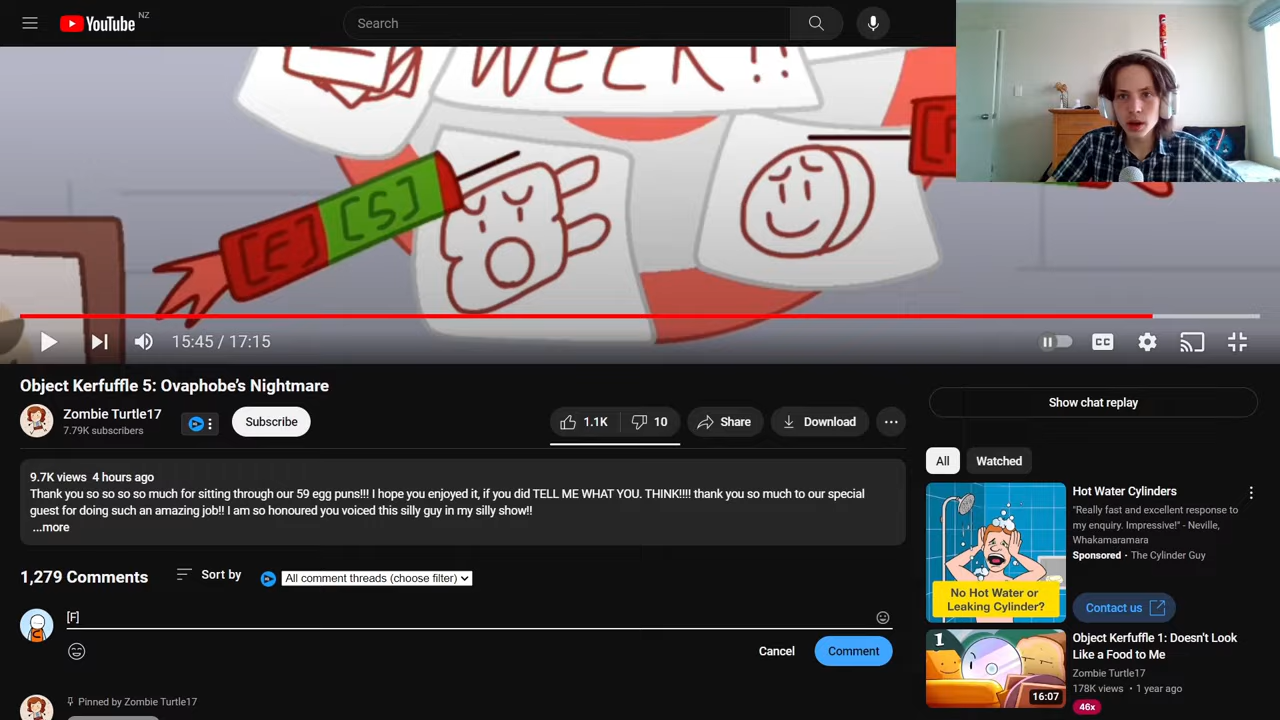 YouTube NZ
Search
WEEK!!
[F] [S]
15:45 / 17:15
CC
Object Kerfuffle 5: Ovaphobe's Nightmare
Zombie Turtle17
7.79K subscribers
Subscribe
1.1K
10
Share
Download
Show chat replay
9.7K views 4 hours ago
Thank you so so so so much for sitting through our 59 egg puns!!! I hope you enjoyed it, if you did TELL ME WHAT YOU. THINK!!!! thank you so much to our special
guest for doing such an amazing job!! I am so honoured you voiced this silly guy in my silly show!!
...more
1,279 Comments
Sort by
All comment threads (choose filter)
[F]
Cancel
Comment
Pinned by Zombie Turtle17
All
Watched
No Hot Water or
Leaking Cylinder?
Hot Water Cylinders
"Really fast and excellent response to
my enquiry. Impressive!" - Neville,
Whakamaramara
Sponsored • The Cylinder Guy
Contact us
1
16:07
Object Kerfuffle 1: Doesn't Look
Like a Food to Me
Zombie Turtle17
178K views • 1 year ago
46x